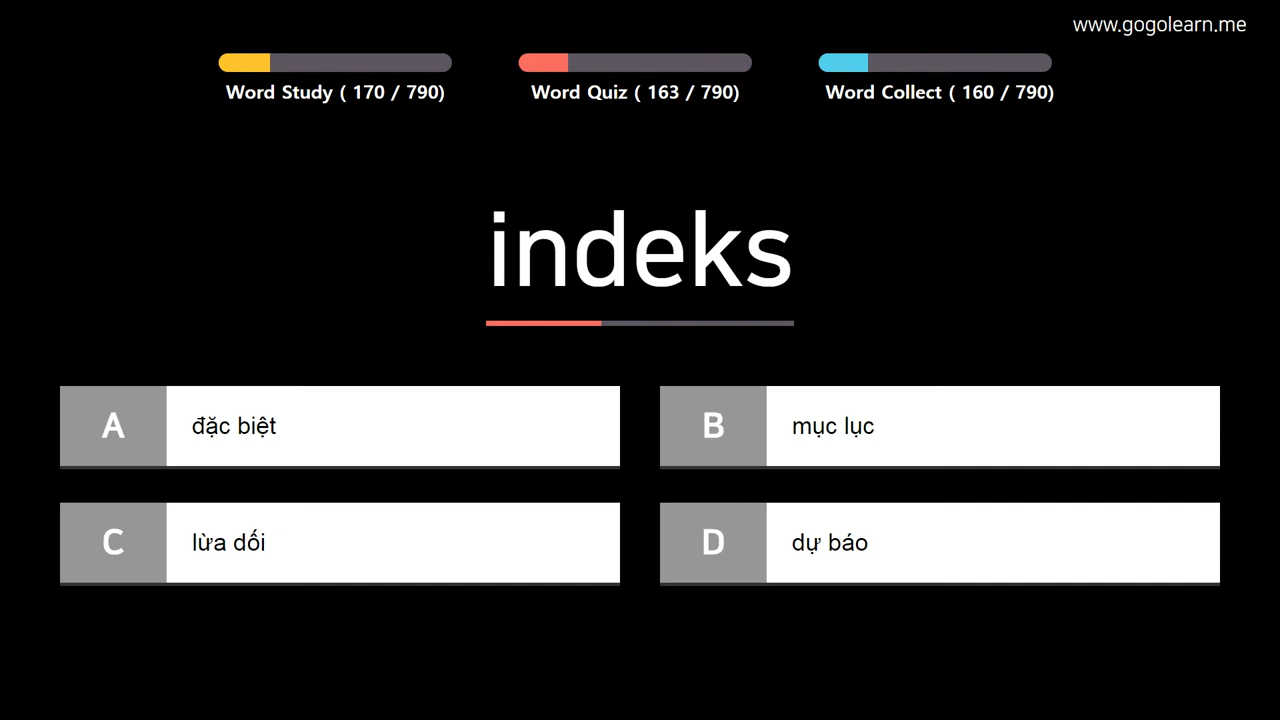 www.gogolearn.me
Word Study ( 170 / 790)
Word Quiz ( 163 / 790)
Word Collect ( 160 / 790)
indeks
A đặc biệt
B mục lục
C lừa dối
D dự báo